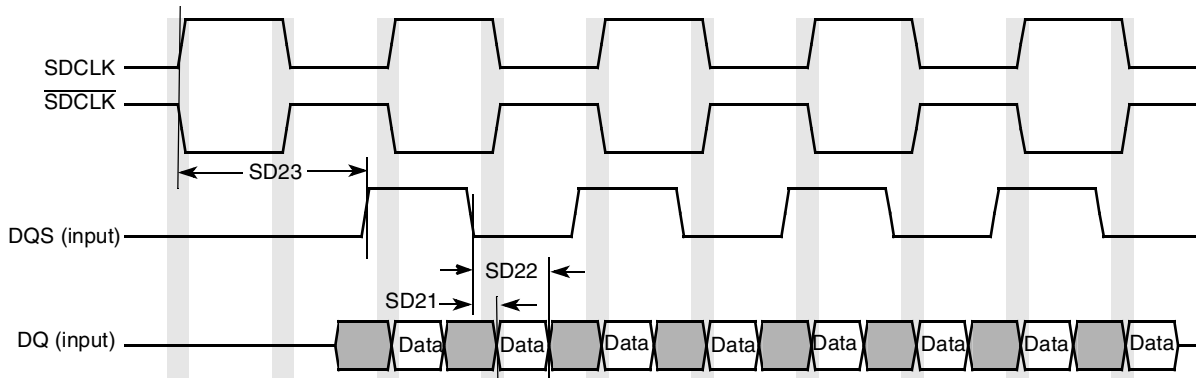 SDCLK
SDCLK
SD23
DQS (input)
SD22
SD21
DQ (input)
Data Data Data Data Data Data Data Data